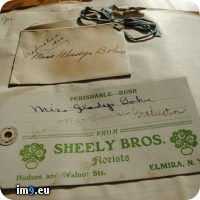 Miss Gladys Bohn
PERISHABLE—RUSH
Miss Gladys Bohn
FROM
SHEELY BROS.
Florists
Hudson and Walnut Sts.
ELMIRA, N.
im9.eu